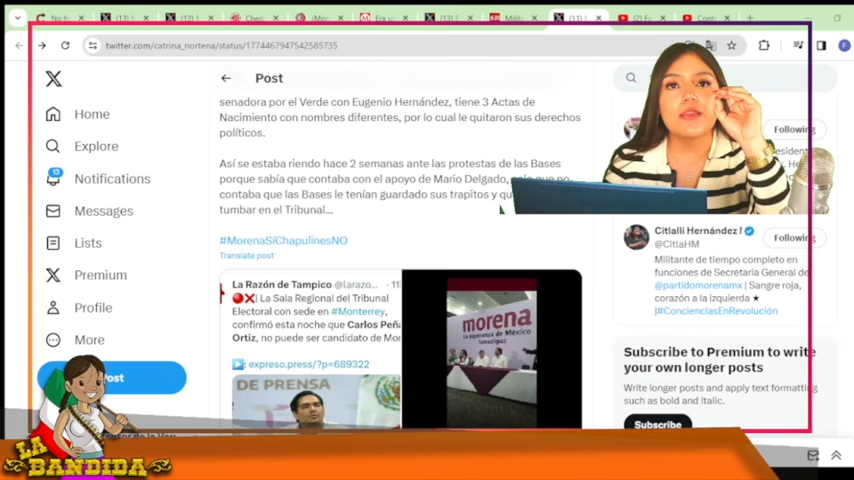 twitter.com/catrina_nortena/status/1774467947542585735
Home
Explore
13
Notifications
Messages
Lists
Premium
Profile
More
Post
senadora por el Verde con Eugenio Hernández, tiene 3 Actas de
Nacimiento con nombres diferentes, por lo cual le quitaron sus derechos
políticos.
Así se estaba riendo hace 2 semanas ante las protestas de las Bases
porque sabía que contaba con el apoyo de Mario Delgado,
contaba que las Bases le tenían guardado sus trapitos y
tumbar en el Tribunal...
#MorenaSíChapulinesNO
Translate post
La Razón de Tampico @larazo...
La Sala Regional del Tribunal
Electoral con sede en #Monterrey,
confirmó esta noche que Carlos Peña
Ortiz, no puede ser candidato de Mor
expreso.press/?p=689322
DE PRENSA
morena
La esperanza de México
Tamaulipas
Following
Citlalli Hernández
@CitlaHM
Following
Militante de tiempo completo en
funciones de Secretaria General de
@partidomorenamx | Sangre roja,
corazón a la izquierda
|#ConcienciasEnRevolución
Subscribe to Premium to write
your own longer posts
Write longer posts and apply text formatting
such as bold and italic.
Subscribe
LA
BANDIDA